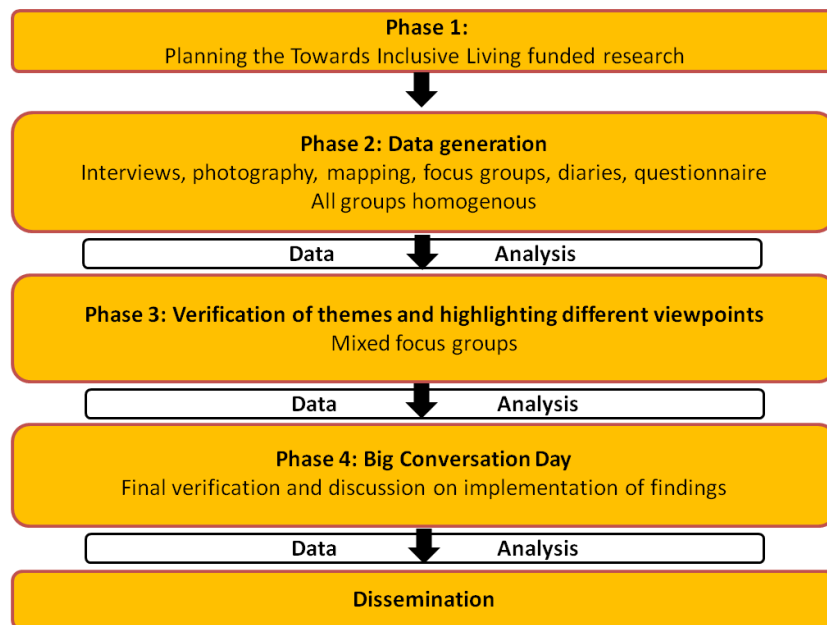 Phase 1:
Planning the Towards Inclusive Living funded research
Phase 2: Data generation
Interviews, photography, mapping, focus groups, diaries, questionnaire
All groups homogenous
Data Analysis
Phase 3: Verification of themes and highlighting different viewpoints
Mixed focus groups
Data Analysis
Phase 4: Big Conversation Day
Final verification and discussion on implementation of findings
Data Analysis
Dissemination